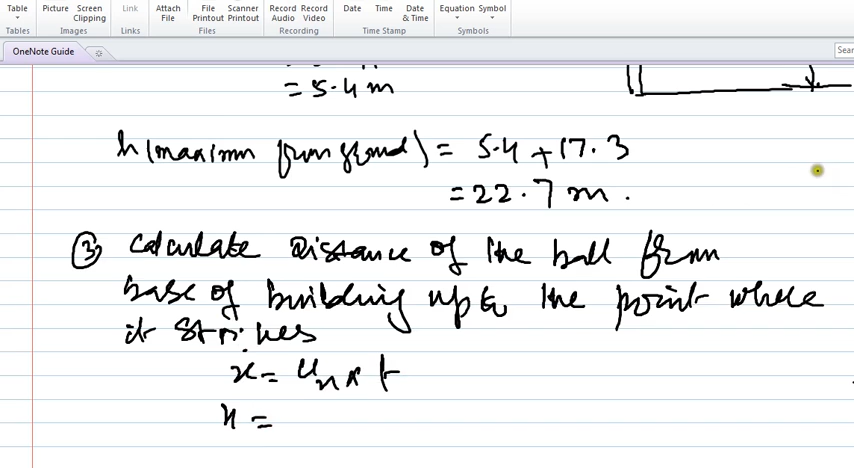 Table Picture Screen Clipping Link Attach File File Printout Scanner Printout Record Audio Record Video Date Time Date & Time Equation Symbol
Tables Images Links Files Recording Time Stamp Symbols
OneNote Guide Sear
= 5.4 m
h (maximum from ground) = 5.4 + 17.3
= 22.7 m.
③ Calculate Distance of the ball from
base of building upto the point where
it strikes
x = ux x t
x =